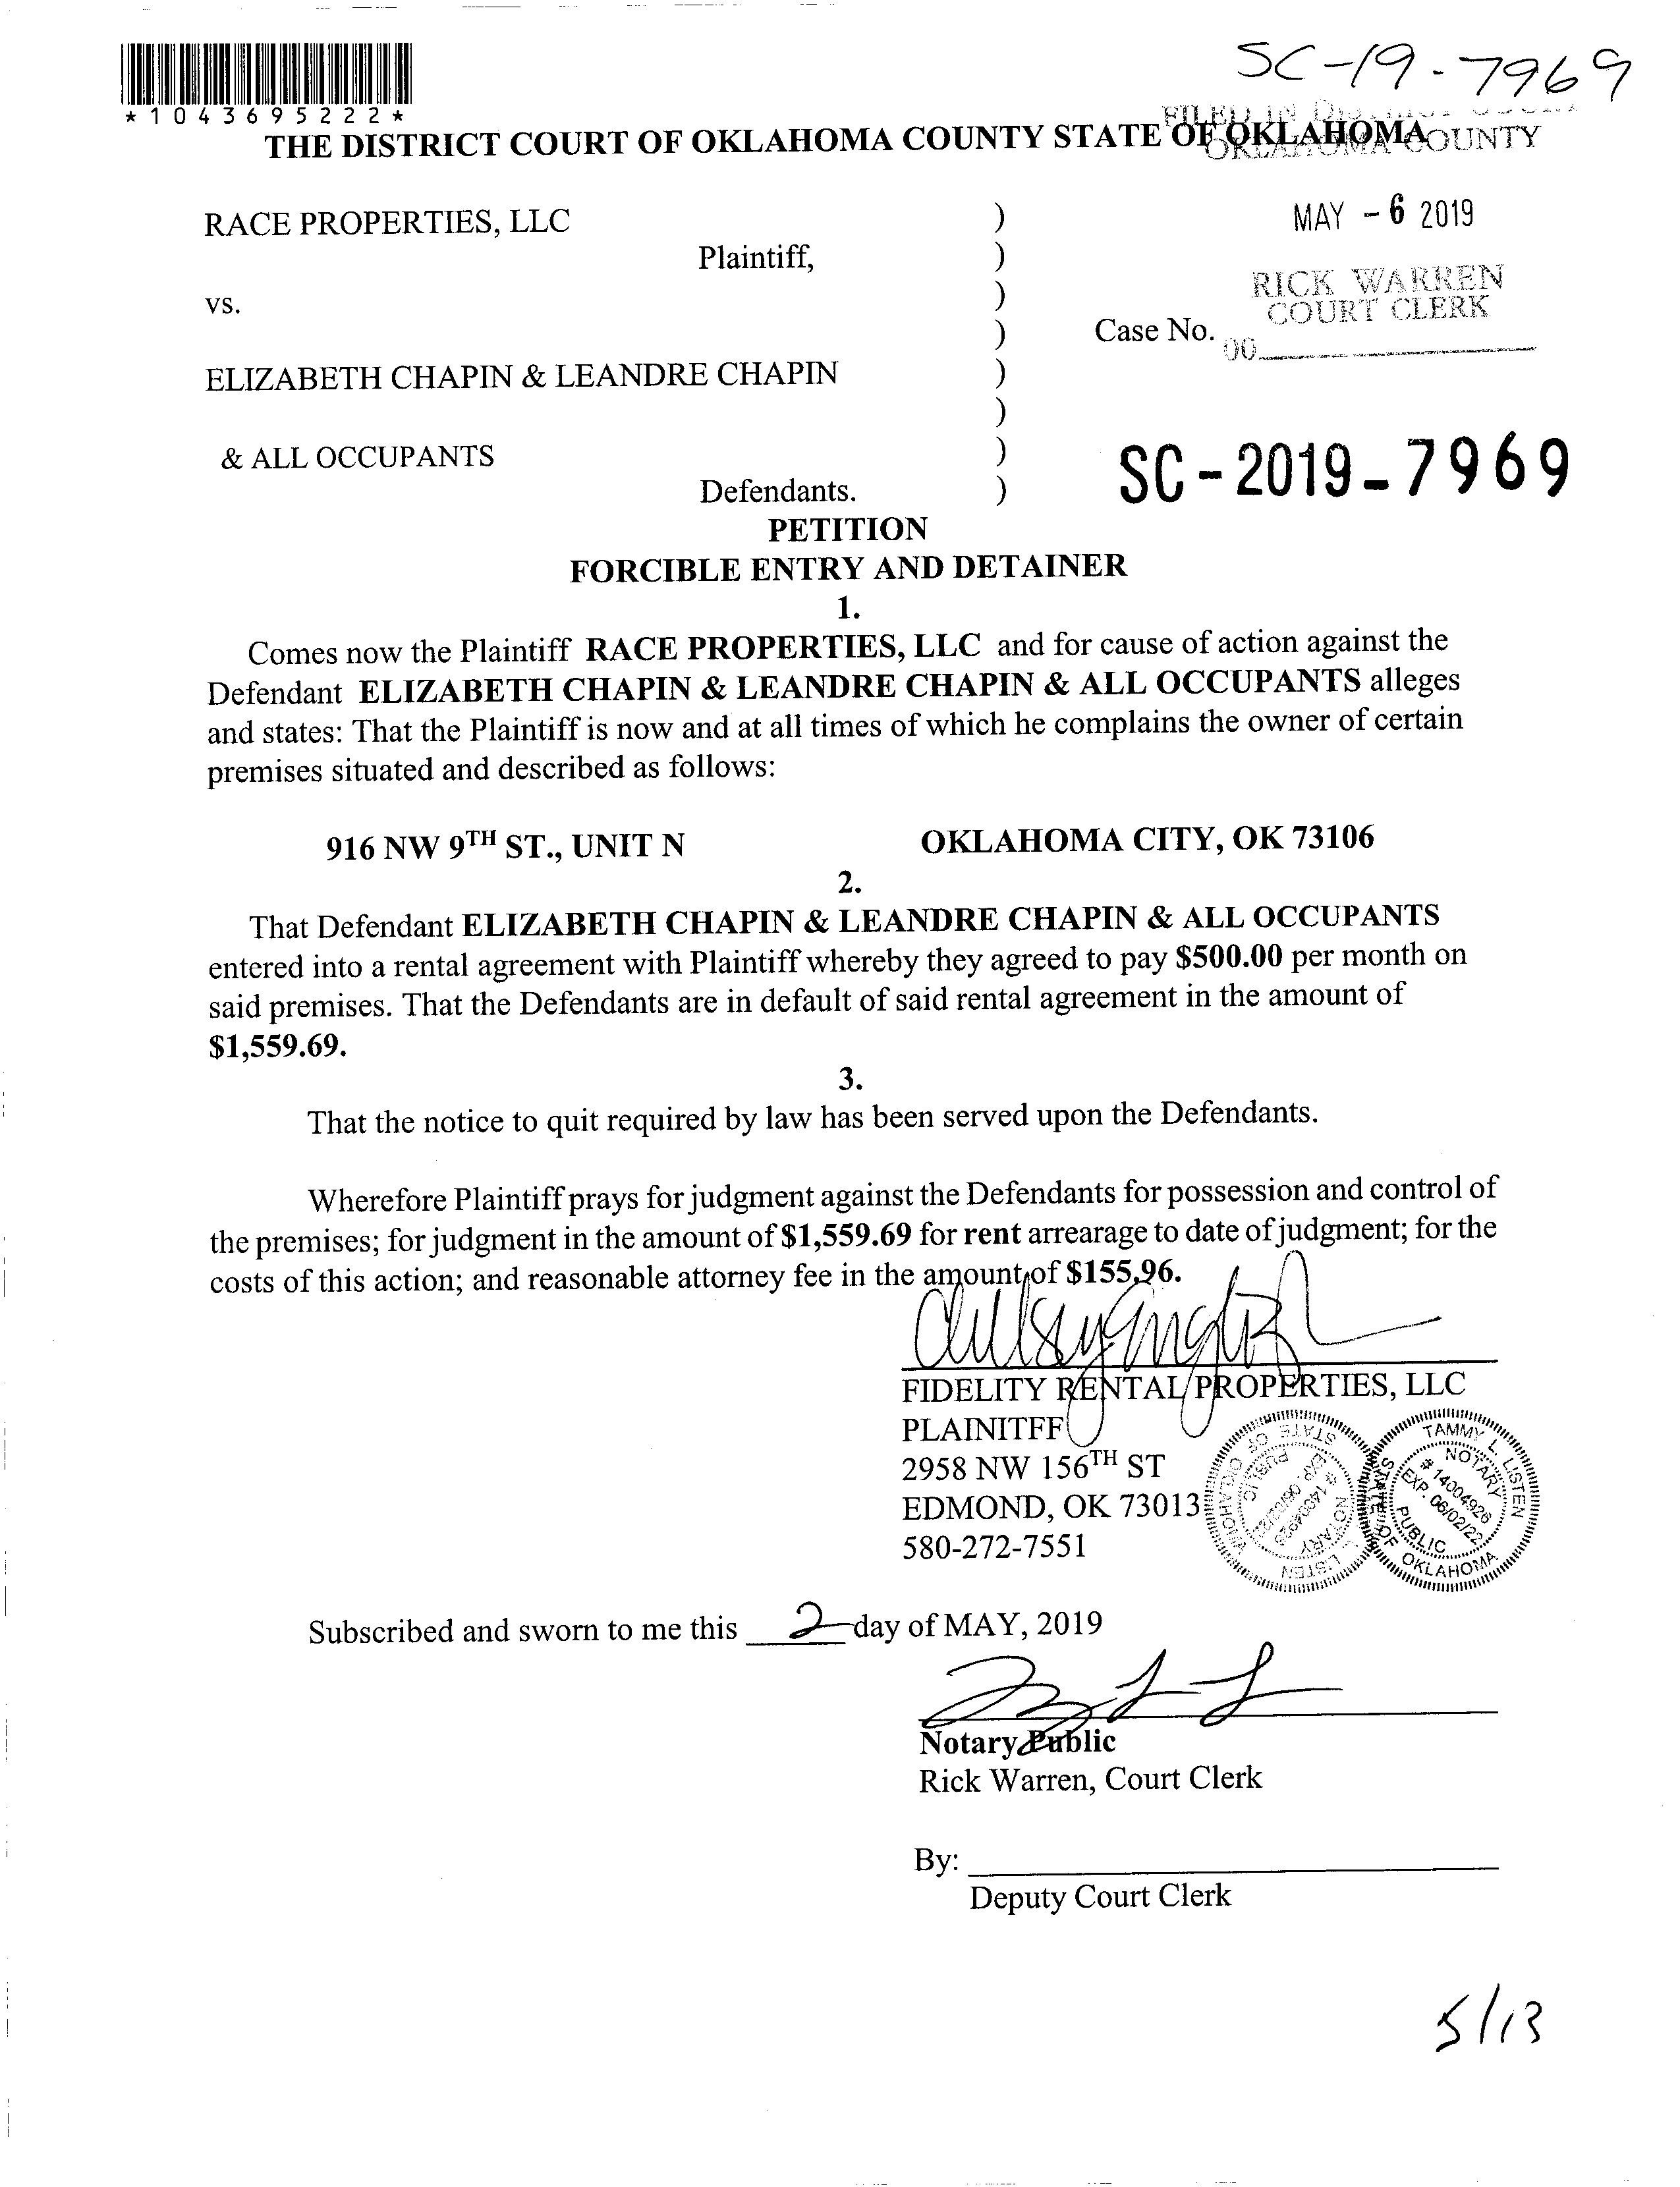 SC-19-7969
*1043695222*
FILED IN DISTRICT COURT
THE DISTRICT COURT OF OKLAHOMA COUNTY STATE OF OKLAHOMA
OKLAHOMA COUNTY
RACE PROPERTIES, LLC )
MAY - 6 2019
Plaintiff, )
vs. )
RICK WARREN
COURT CLERK
) Case No.
00
ELIZABETH CHAPIN & LEANDRE CHAPIN )
)
& ALL OCCUPANTS )
SC-2019-7969
Defendants. )
PETITION
FORCIBLE ENTRY AND DETAINER
1.
Comes now the Plaintiff RACE PROPERTIES, LLC and for cause of action against the
Defendant ELIZABETH CHAPIN & LEANDRE CHAPIN & ALL OCCUPANTS alleges
and states: That the Plaintiff is now and at all times of which he complains the owner of certain
premises situated and described as follows:
916 NW 9TH ST., UNIT N OKLAHOMA CITY, OK 73106
2.
That Defendant ELIZABETH CHAPIN & LEANDRE CHAPIN & ALL OCCUPANTS
entered into a rental agreement with Plaintiff whereby they agreed to pay $500.00 per month on
said premises. That the Defendants are in default of said rental agreement in the amount of
$1,559.69.
3.
That the notice to quit required by law has been served upon the Defendants.
Wherefore Plaintiff prays for judgment against the Defendants for possession and control of
the premises; for judgment in the amount of $1,559.69 for rent arrearage to date of judgment; for the
costs of this action; and reasonable attorney fee in the amount of $155.96.
FIDELITY RENTAL PROPERTIES, LLC
PLAINITFF
2958 NW 156TH ST
EDMOND, OK 73013
580-272-7551
TAMMY L. LISTEN
NOTARY
# 14004926
EXP. 06/02/22
PUBLIC
STATE OF OKLAHOMA
Subscribed and sworn to me this 2 day of MAY, 2019
Notary Public
Rick Warren, Court Clerk
By:
Deputy Court Clerk
5/13